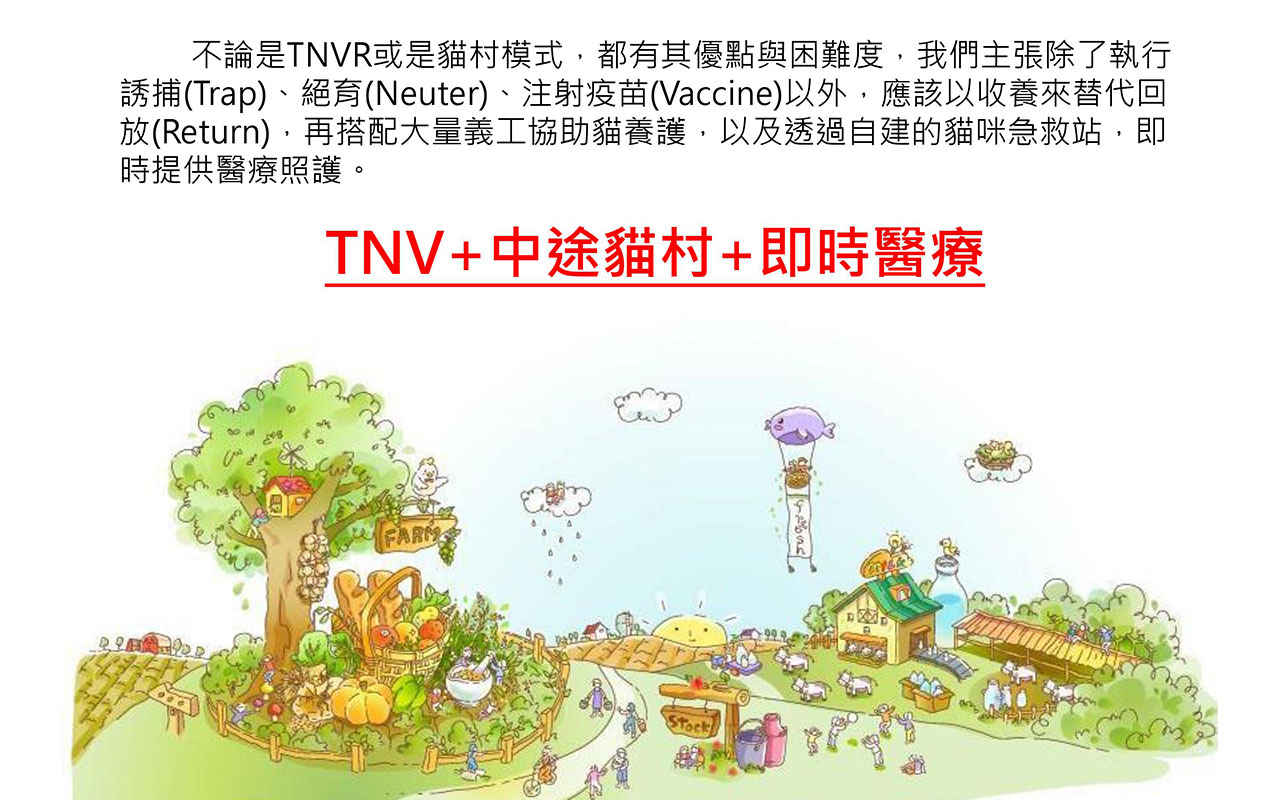 不論是TNVR或是貓村模式，都有其優點與困難度，我們主張除了執行
誘捕(Trap)、絕育(Neuter)、注射疫苗(Vaccine)以外，應該以收養來替代回
放(Return)，再搭配大量義工協助貓養護，以及透過自建的貓咪急救站，即
時提供醫療照護。
TNV+中途貓村+即時醫療
FARM
fresh
Stock